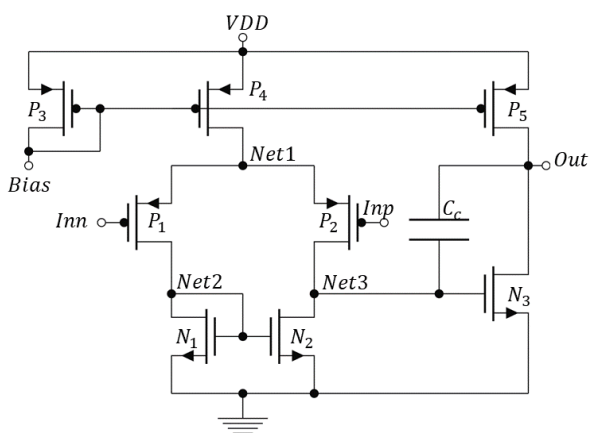 VDD
P3
P4
P5
Net1
Out
Bias
Inn
P1
P2
Inp
Cc
Net2
Net3
N1
N2
N3